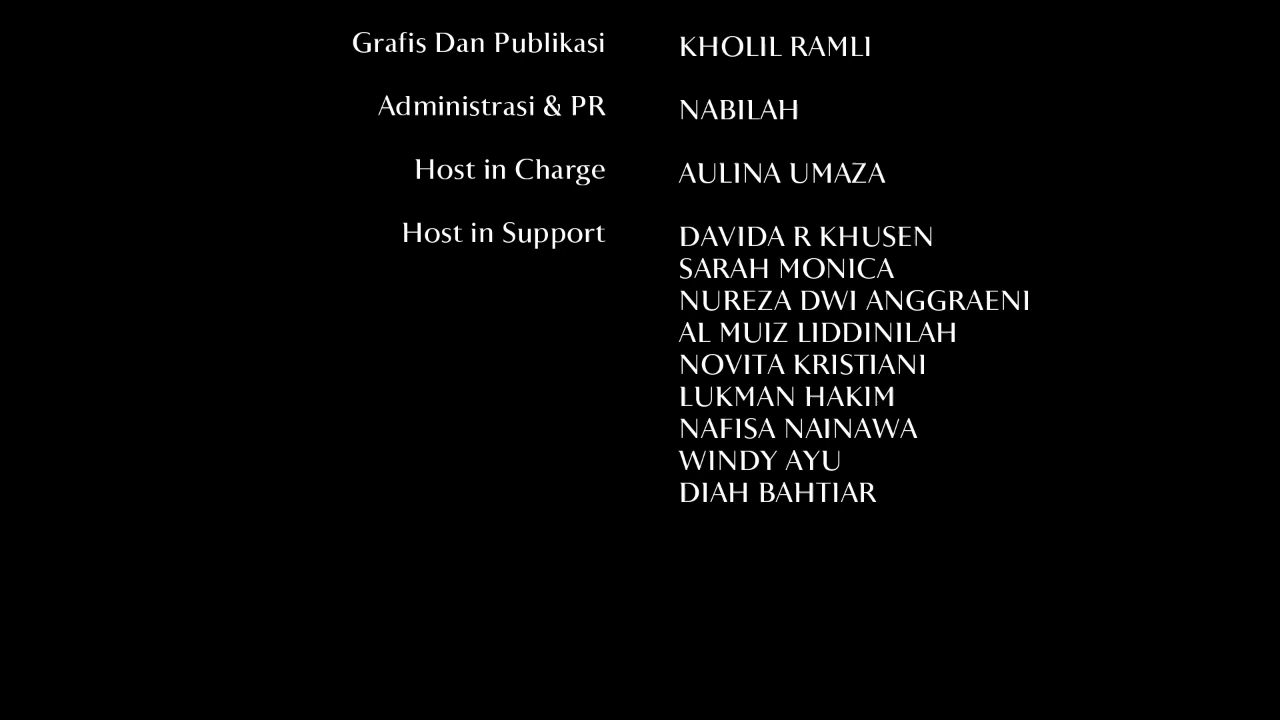 Grafis Dan Publikasi KHOLIL RAMLI
Administrasi & PR NABILAH
Host in Charge AULINA UMAZA
Host in Support DAVIDA R KHUSEN
SARAH MONICA
NUREZA DWI ANGGRAENI
AL MUIZ LIDDINILAH
NOVITA KRISTIANI
LUKMAN HAKIM
NAFISA NAINAWA
WINDY AYU
DIAH BAHTIAR